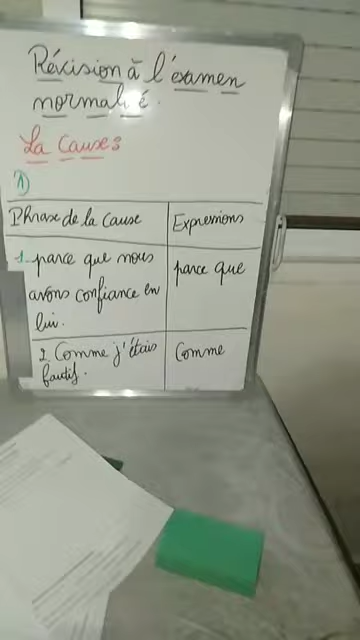 Révision à l'examen
normalisé.
La Cause :
1)
Phrase de la Cause
Expressions
1. parce que nous
avons confiance en
lui.
parce que
2. Comme j'étais
fautif.
Comme